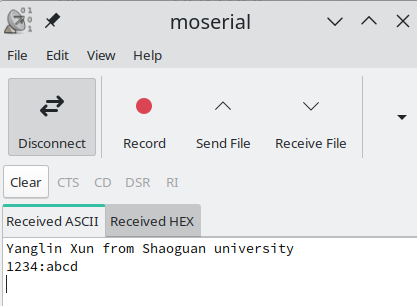 moserial
File Edit View Help
Disconnect Record Send File Receive File
Clear CTS CD DSR RI
Received ASCII Received HEX
Yanglin Xun from Shaoguan university
1234:abcd